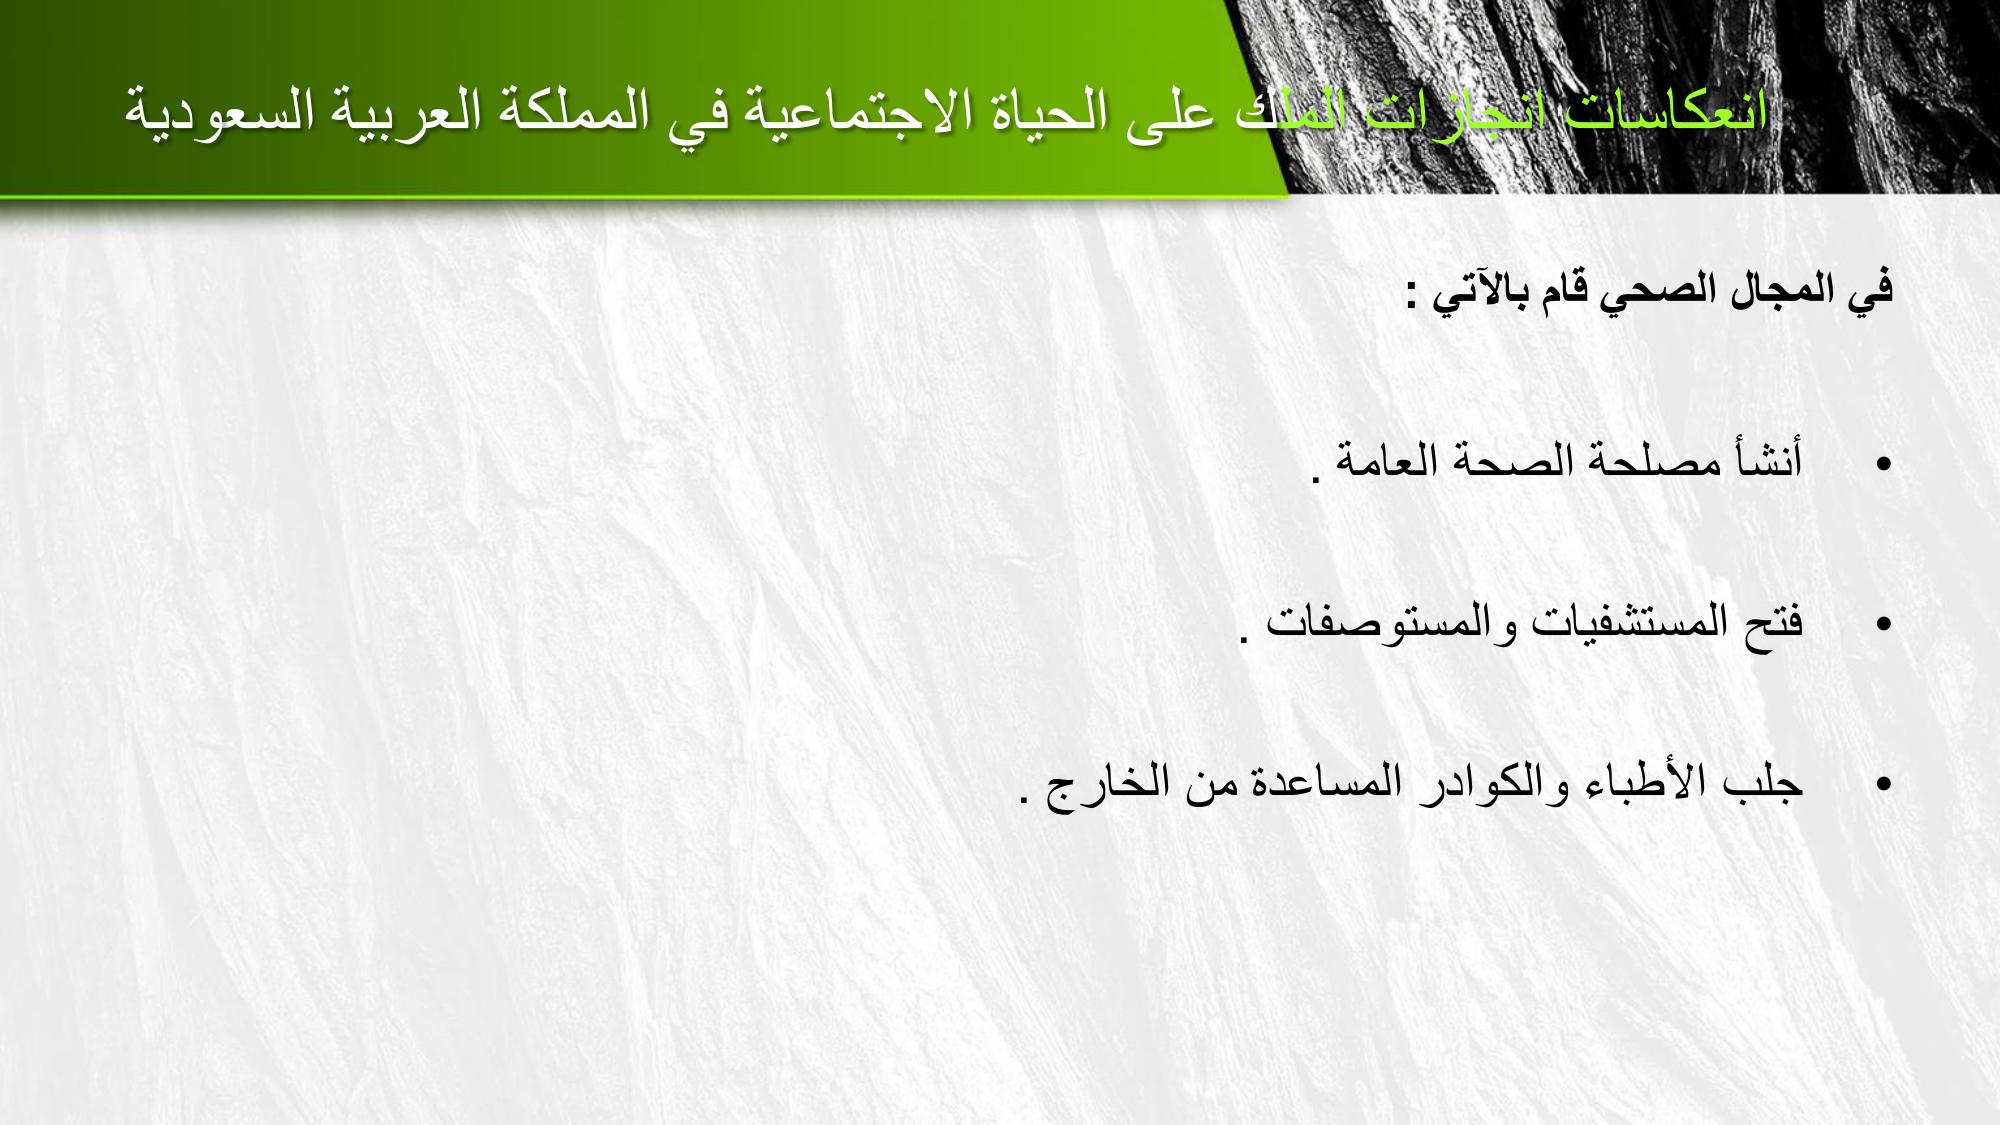 انعكاسات انجازات الملك على الحياة الاجتماعية في المملكة العربية السعودية
في المجال الصحي قام بالآتي :
• أنشأ مصلحة الصحة العامة .
• فتح المستشفيات والمستوصفات .
• جلب الأطباء والكوادر المساعدة من الخارج .